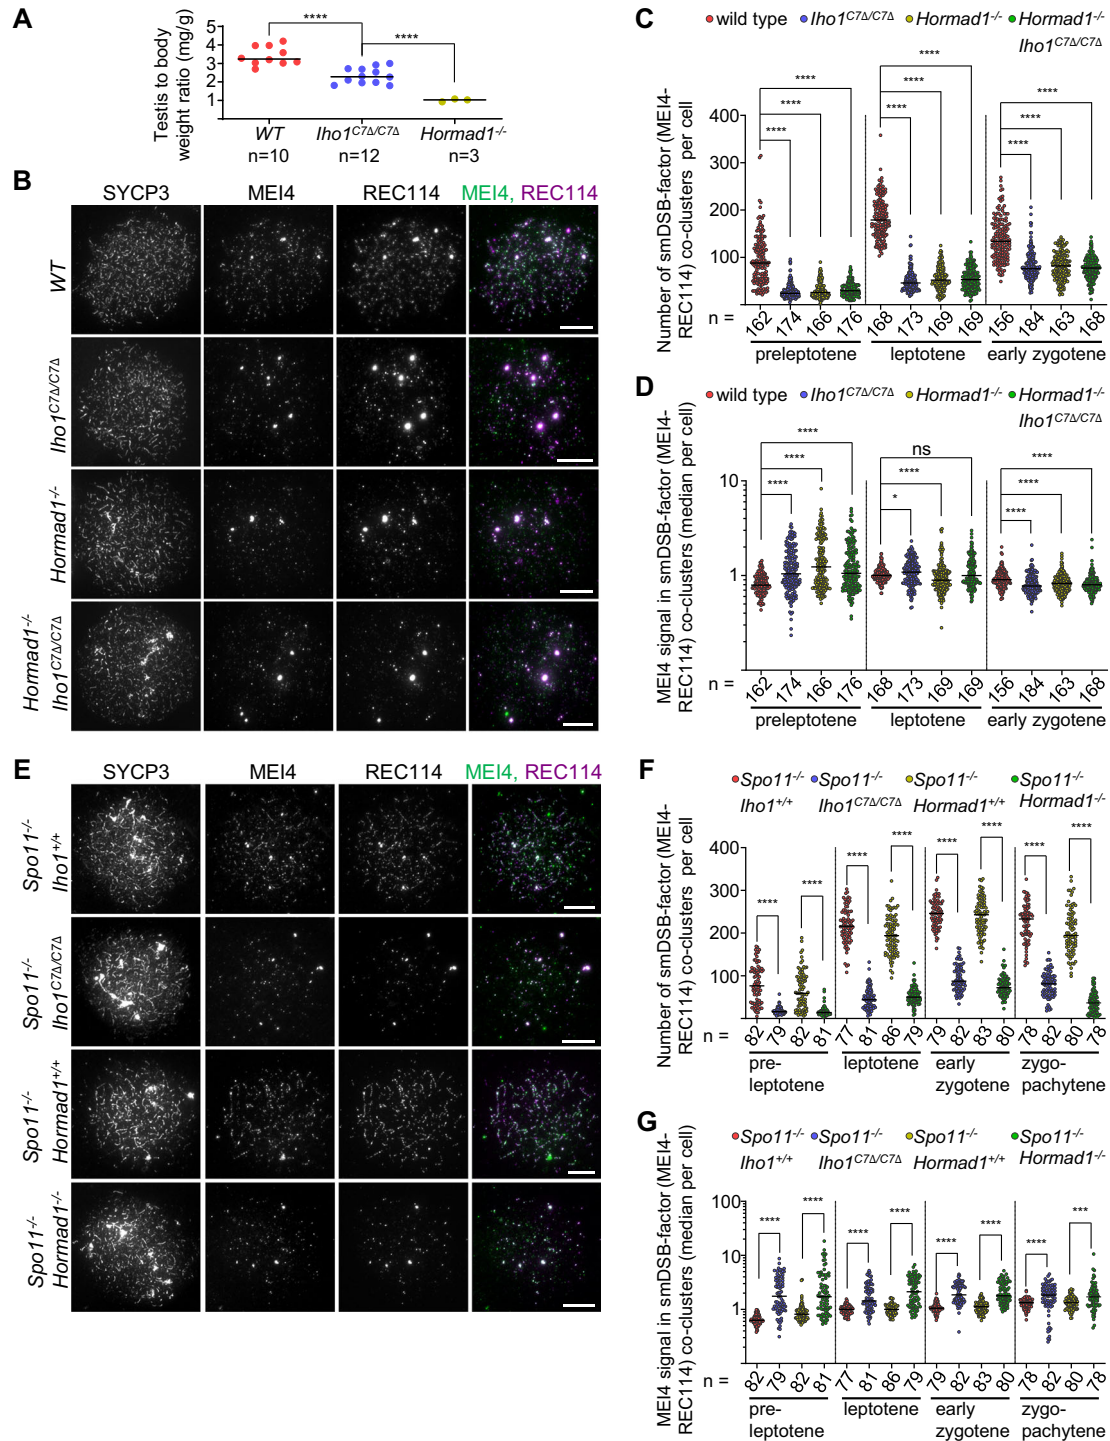 A
Testis to body
weight ratio (mg/g)
5
4
3
2
1
****
****
WT
Iho1C7Δ/C7Δ
Hormad1-/-
n=10
n=12
n=3
B
SYCP3
MEI4
REC114
MEI4, REC114
WT
Iho1C7Δ/C7Δ
Hormad1-/-
Hormad1-/-
Iho1C7Δ/C7Δ
C
wild type
Iho1C7Δ/C7Δ
Hormad1-/-
Hormad1-/-
Iho1C7Δ/C7Δ
Number of smDSB-factor (MEI4-
REC114) co-clusters per cell
400
300
200
100
**** **** ****
**** **** ****
**** **** ****
n =
162 174 166 176 168 173 169 169 156 184 163 168
preleptotene
leptotene
early zygotene
D
wild type
Iho1C7Δ/C7Δ
Hormad1-/-
Hormad1-/-
Iho1C7Δ/C7Δ
MEI4 signal in smDSB-factor (MEI4-
REC114) co-clusters (median per cell)
10
1
**** **** ****
* **** ns
**** **** ****
n =
162 174 166 176 168 173 169 169 156 184 163 168
preleptotene
leptotene
early zygotene
E
SYCP3
MEI4
REC114
MEI4, REC114
Spo11-/-
Iho1+/+
Spo11-/-
Iho1C7Δ/C7Δ
Spo11-/-
Hormad1+/+
Spo11-/-
Hormad1-/-
F
Spo11-/-
Iho1+/+
Spo11-/-
Iho1C7Δ/C7Δ
Spo11-/-
Hormad1+/+
Spo11-/-
Hormad1-/-
Number of smDSB-factor (MEI4-
REC114) co-clusters per cell
400
300
200
100
**** ****
**** ****
**** ****
**** ****
n =
82 79 82 81 77 81 86 79 79 82 83 80 78 82 80 78
pre-
leptotene
leptotene
early
zygotene
zygo-
pachytene
G
Spo11-/-
Iho1+/+
Spo11-/-
Iho1C7Δ/C7Δ
Spo11-/-
Hormad1+/+
Spo11-/-
Hormad1-/-
MEI4 signal in smDSB-factor (MEI4-
REC114) co-clusters (median per cell)
100
10
1
**** ****
**** ****
**** ****
**** ***
n =
82 79 82 81 77 81 86 79 79 82 83 80 78 82 80 78
pre-
leptotene
leptotene
early
zygotene
zygo-
pachytene